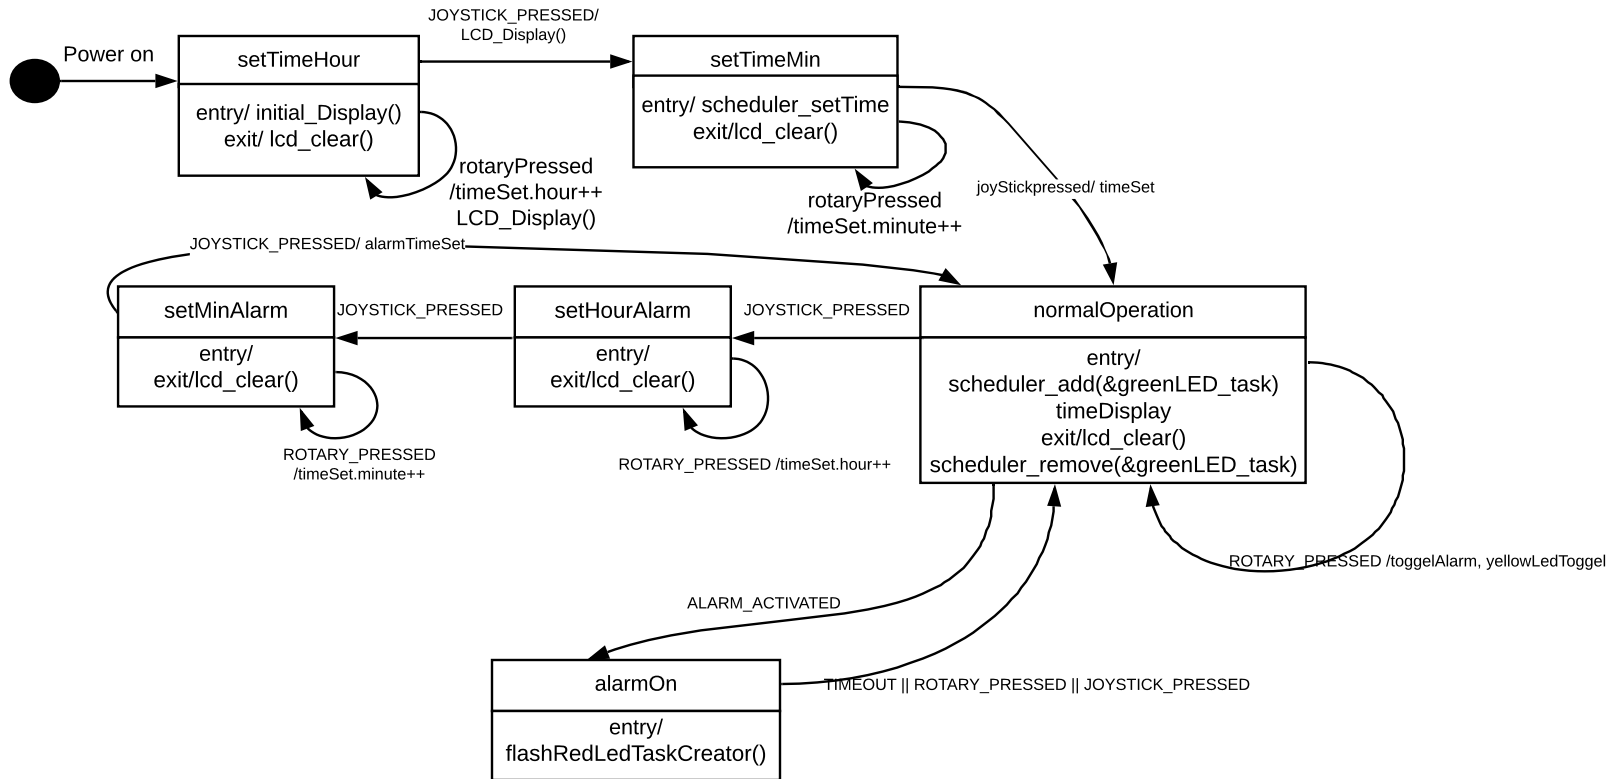 JOYSTICK_PRESSED/
LCD_Display()
Power on
setTimeHour
entry/ initial_Display()
exit/ lcd_clear()
rotaryPressed
/timeSet.hour++
LCD_Display()
setTimeMin
entry/ scheduler_setTime
exit/lcd_clear()
rotaryPressed
/timeSet.minute++
joyStickpressed/ timeSet
JOYSTICK_PRESSED/ alarmTimeSet
setMinAlarm
entry/
exit/lcd_clear()
JOYSTICK_PRESSED
setHourAlarm
entry/
exit/lcd_clear()
JOYSTICK_PRESSED
normalOperation
entry/
scheduler_add(&greenLED_task)
timeDisplay
exit/lcd_clear()
scheduler_remove(&greenLED_task)
ROTARY_PRESSED
/timeSet.minute++
ROTARY_PRESSED /timeSet.hour++
ROTARY_PRESSED /toggelAlarm, yellowLedToggel
ALARM_ACTIVATED
alarmOn
entry/
flashRedLedTaskCreator()
TIMEOUT || ROTARY_PRESSED || JOYSTICK_PRESSED